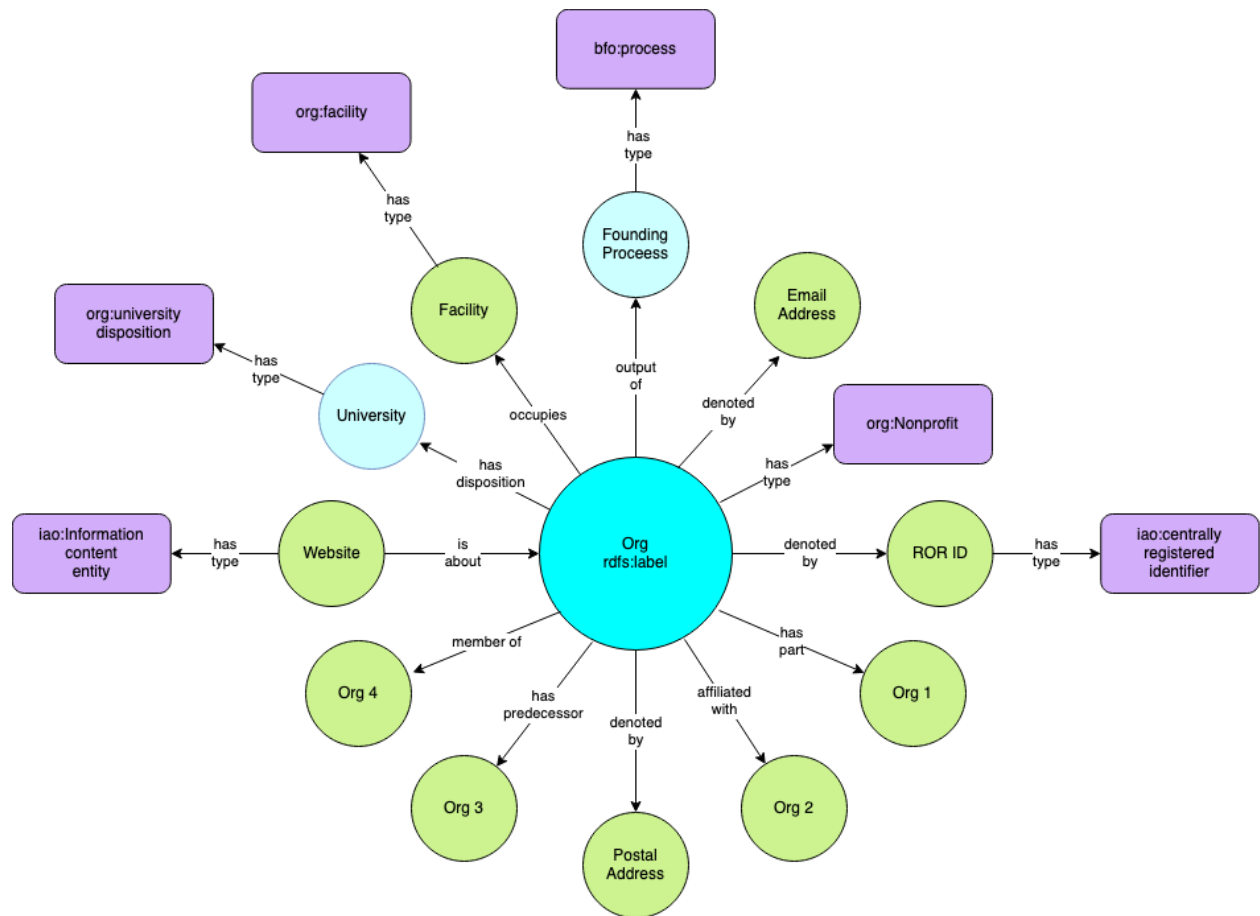 bfo:process
org:facility
has
type
has
type
Founding
Proceess
Email
Address
Facility
org:university
disposition
has
type
output
of
denoted
by
University
occupies
org:Nonprofit
has
disposition
has
type
iao:Information
content
entity
has
type
Website
is
about
Org
rdfs:label
denoted
by
ROR ID
has
type
iao:centrally
registered
identifier
member of
has
part
Org 4
Org 1
has
predecessor
denoted
by
affiliated
with
Org 3
Org 2
Postal
Address